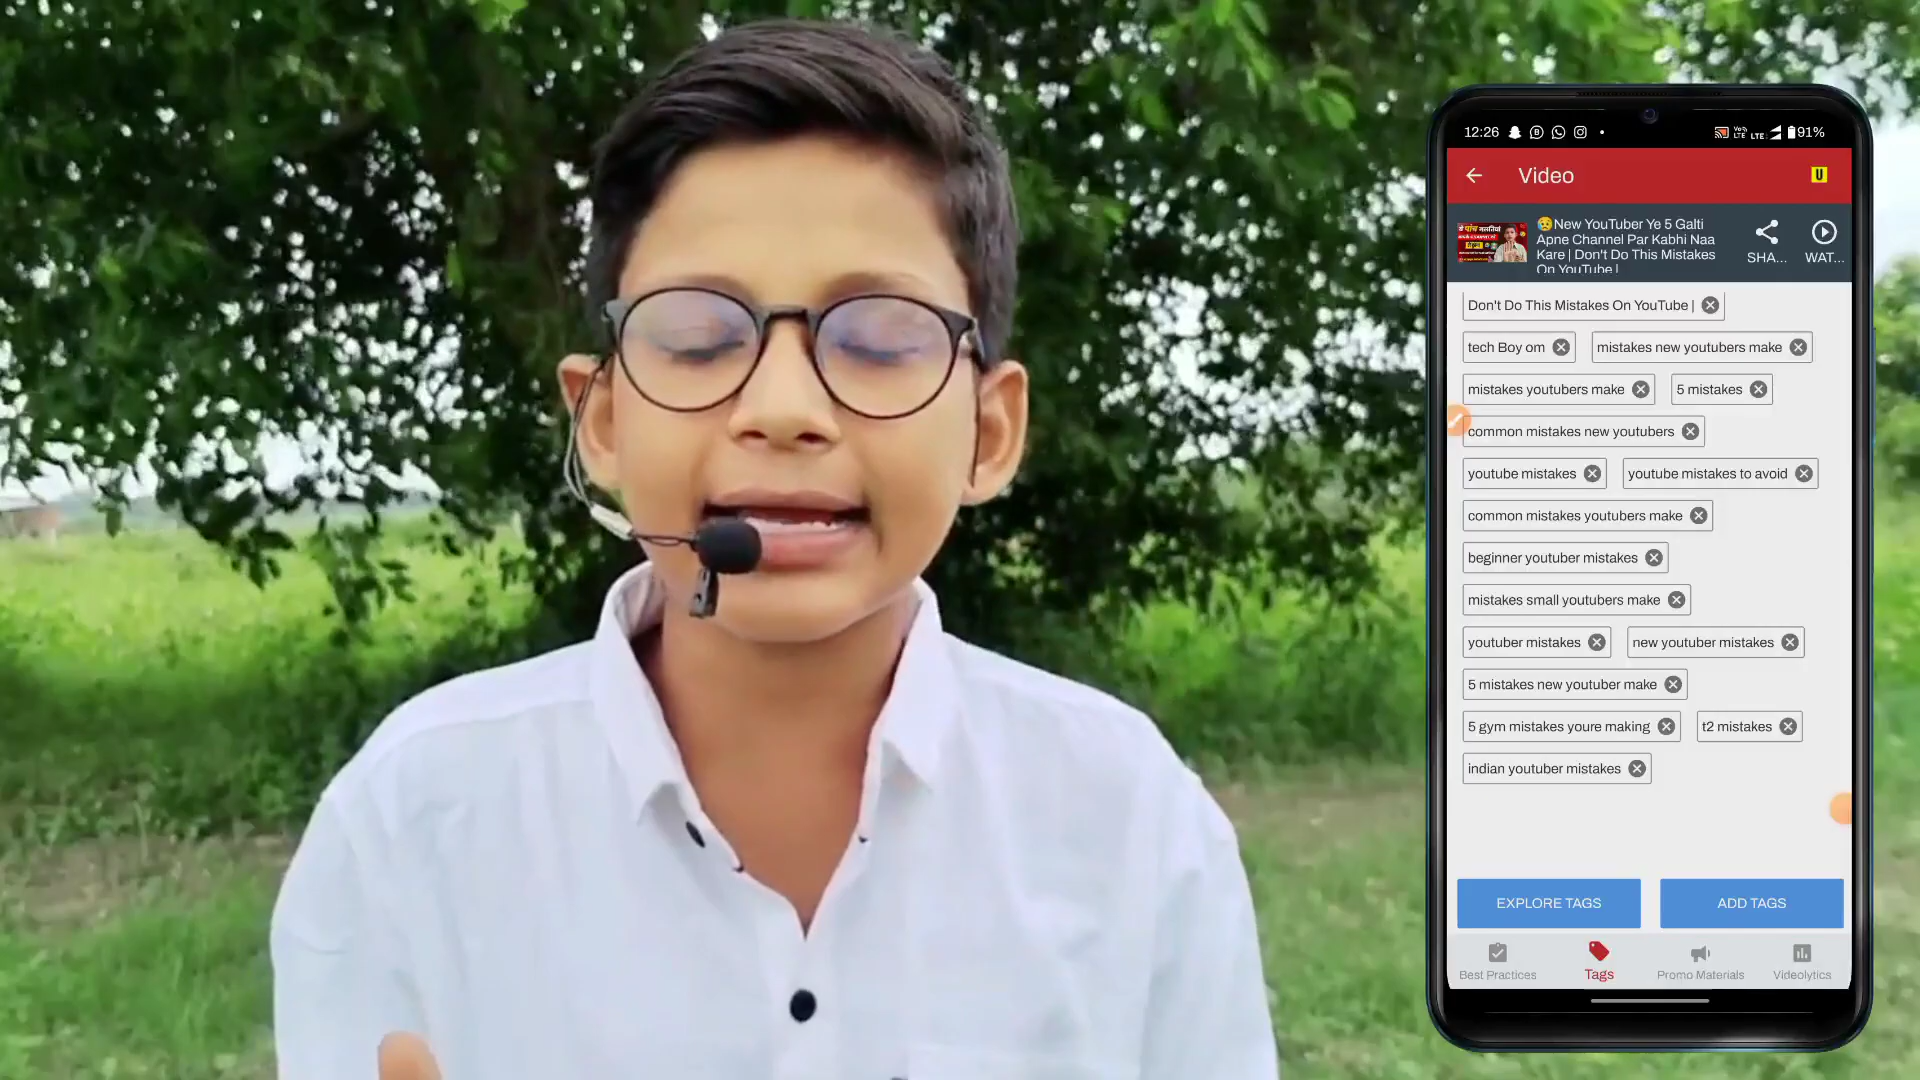 12:26
LTE
91%
Video
U
😥New YouTuber Ye 5 Galti
Apne Channel Par Kabhi Naa
Kare | Don't Do This Mistakes
On YouTube |
SHA...
WAT...
Don't Do This Mistakes On YouTube |
tech Boy om
mistakes new youtubers make
mistakes youtubers make
5 mistakes
common mistakes new youtubers
youtube mistakes
youtube mistakes to avoid
common mistakes youtubers make
beginner youtuber mistakes
mistakes small youtubers make
youtuber mistakes
new youtuber mistakes
5 mistakes new youtuber make
5 gym mistakes youre making
t2 mistakes
indian youtuber mistakes
EXPLORE TAGS
ADD TAGS
Best Practices
Tags
Promo Materials
Videolytics